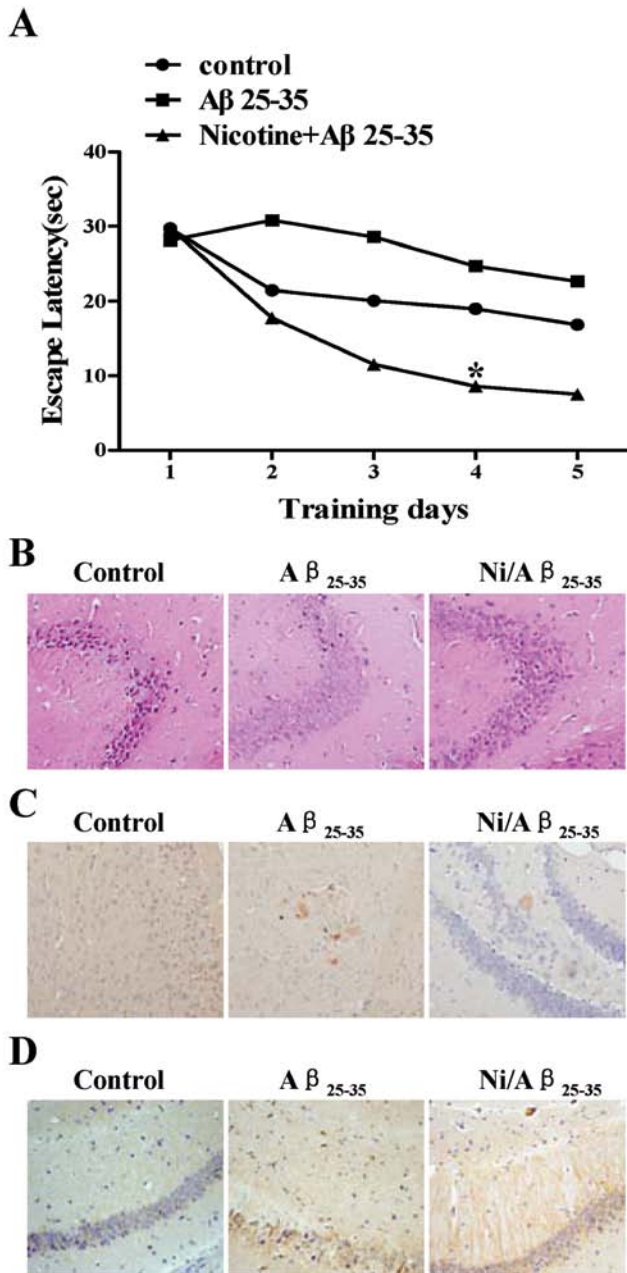 A
control
Aβ 25-35
Nicotine+Aβ 25-35
40
30
20
10
0
Escape Latency(sec)
*
1 2 3 4 5
Training days
B
Control A β 25-35 Ni/A β 25-35
C
Control A β 25-35 Ni/A β 25-35
D
Control A β 25-35 Ni/A β 25-35